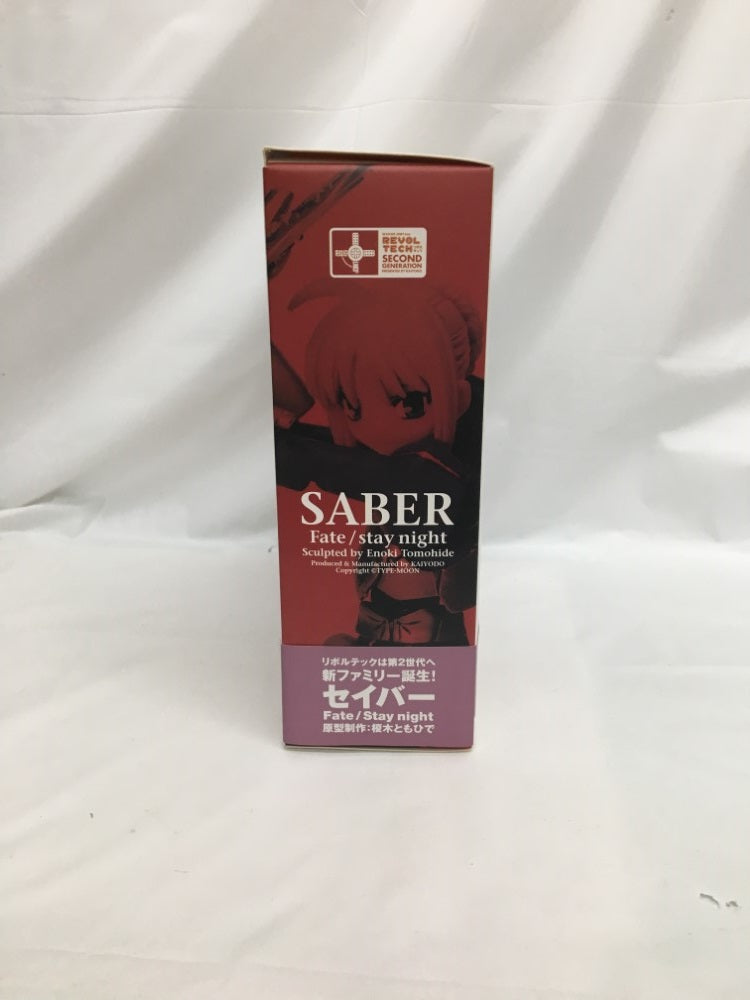 REVOL
TECH
SECOND
GENERATION
SABER
Fate/stay night
Sculpted by Enoki Tomohide
Produced & Manufactured by KAIYODO
Copyright ©TYPE-MOON
リボルテックは第2世代へ
新ファミリー誕生!
セイバー
Fate/Stay night
原型制作:榎木ともひで